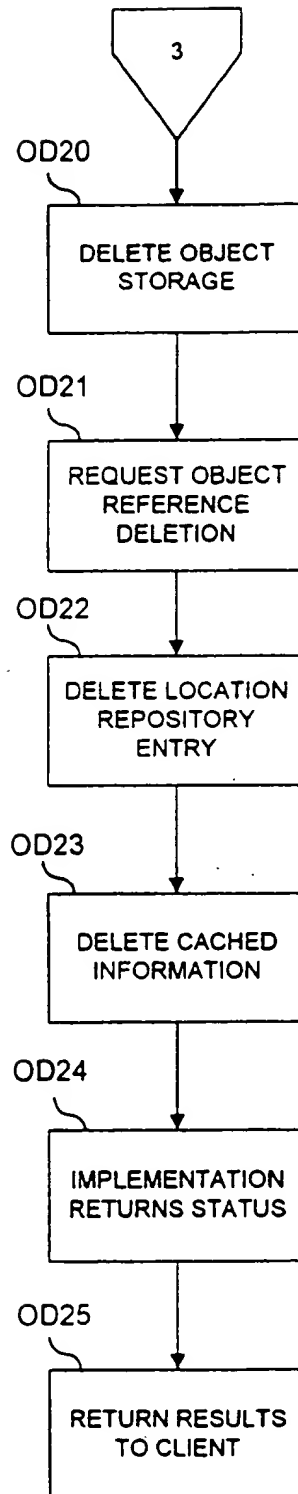 3
OD20
DELETE OBJECT
STORAGE
OD21
REQUEST OBJECT
REFERENCE
DELETION
OD22
DELETE LOCATION
REPOSITORY
ENTRY
OD23
DELETE CACHED
INFORMATION
OD24
IMPLEMENTATION
RETURNS STATUS
OD25
RETURN RESULTS
TO CLIENT